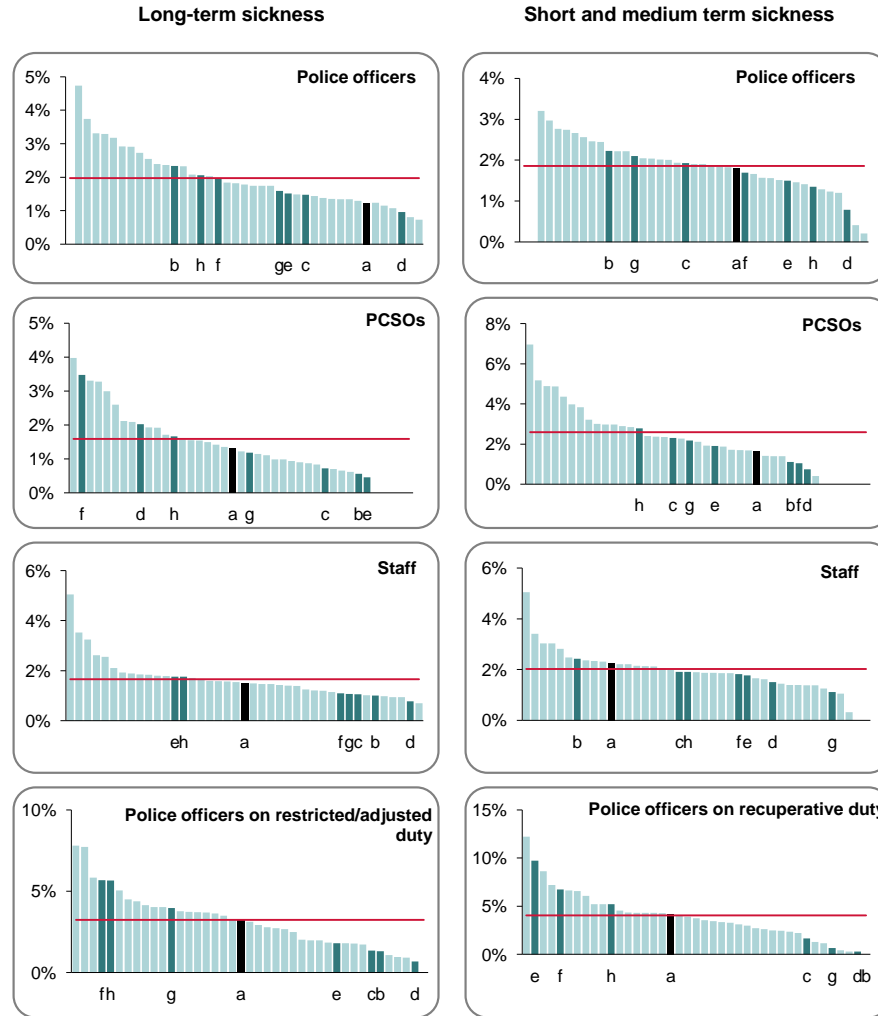 Long-term sickness
Short and medium term sickness
Police officers
5%
4%
3%
2%
1%
0%
b h f ge c a d
Police officers
4%
3%
2%
1%
0%
b g c af e h d
PCSOs
5%
4%
3%
2%
1%
0%
f d h a g c be
PCSOs
8%
6%
4%
2%
0%
h c g e a bfd
Staff
6%
4%
2%
0%
eh a fgc b d
Staff
6%
4%
2%
0%
b a ch fe d g
Police officers on restricted/adjusted
duty
10%
5%
0%
fh g a e cb d
Police officers on recuperative duty
15%
10%
5%
0%
e f h a c g db